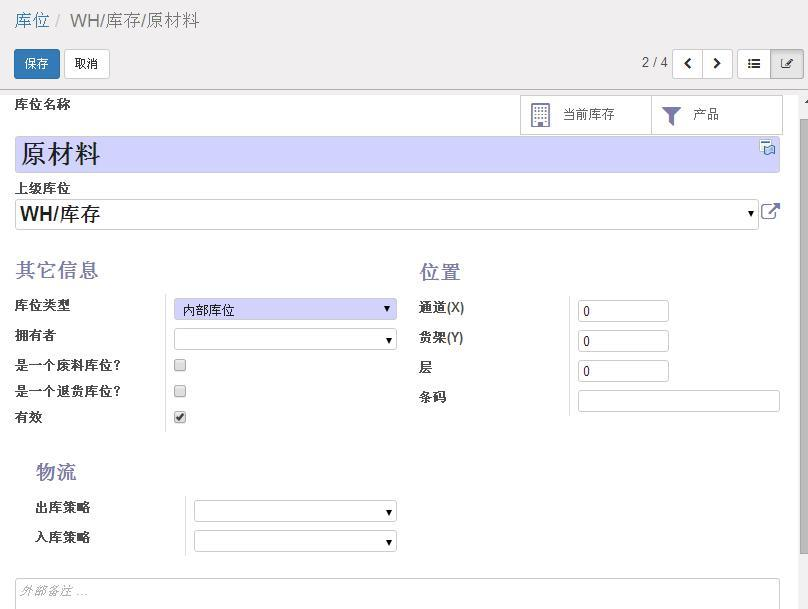 库位 / WH/库存/原材料
保存 取消 2 / 4
库位名称
当前库存 产品
原材料
上级库位
WH/库存
其它信息
库位类型 内部库位
拥有者
是一个废料库位？
是一个退货库位？
有效
位置
通道(X) 0
货架(Y) 0
层 0
条码
物流
出库策略
入库策略
外部备注 ...